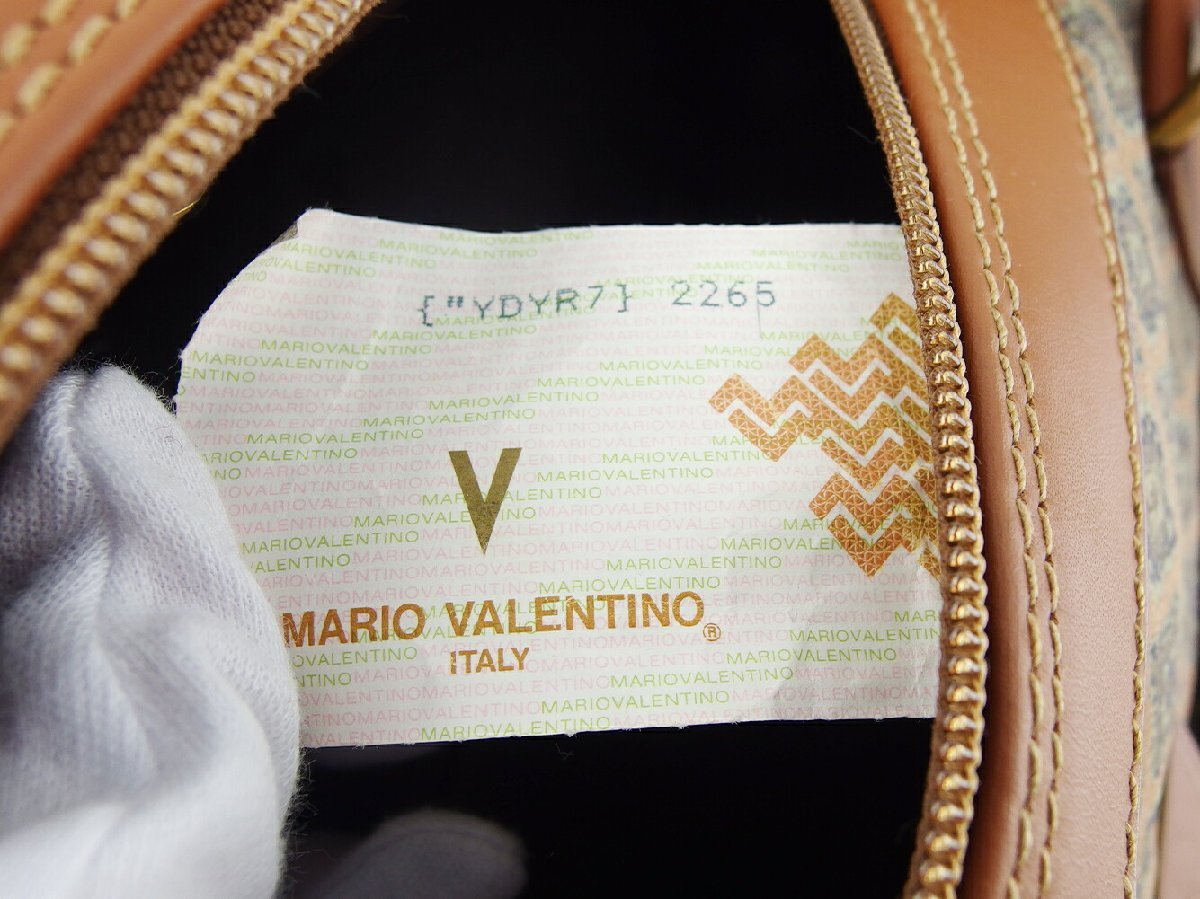 {"YDYR7} 2265
V
MARIO VALENTINO®
ITALY